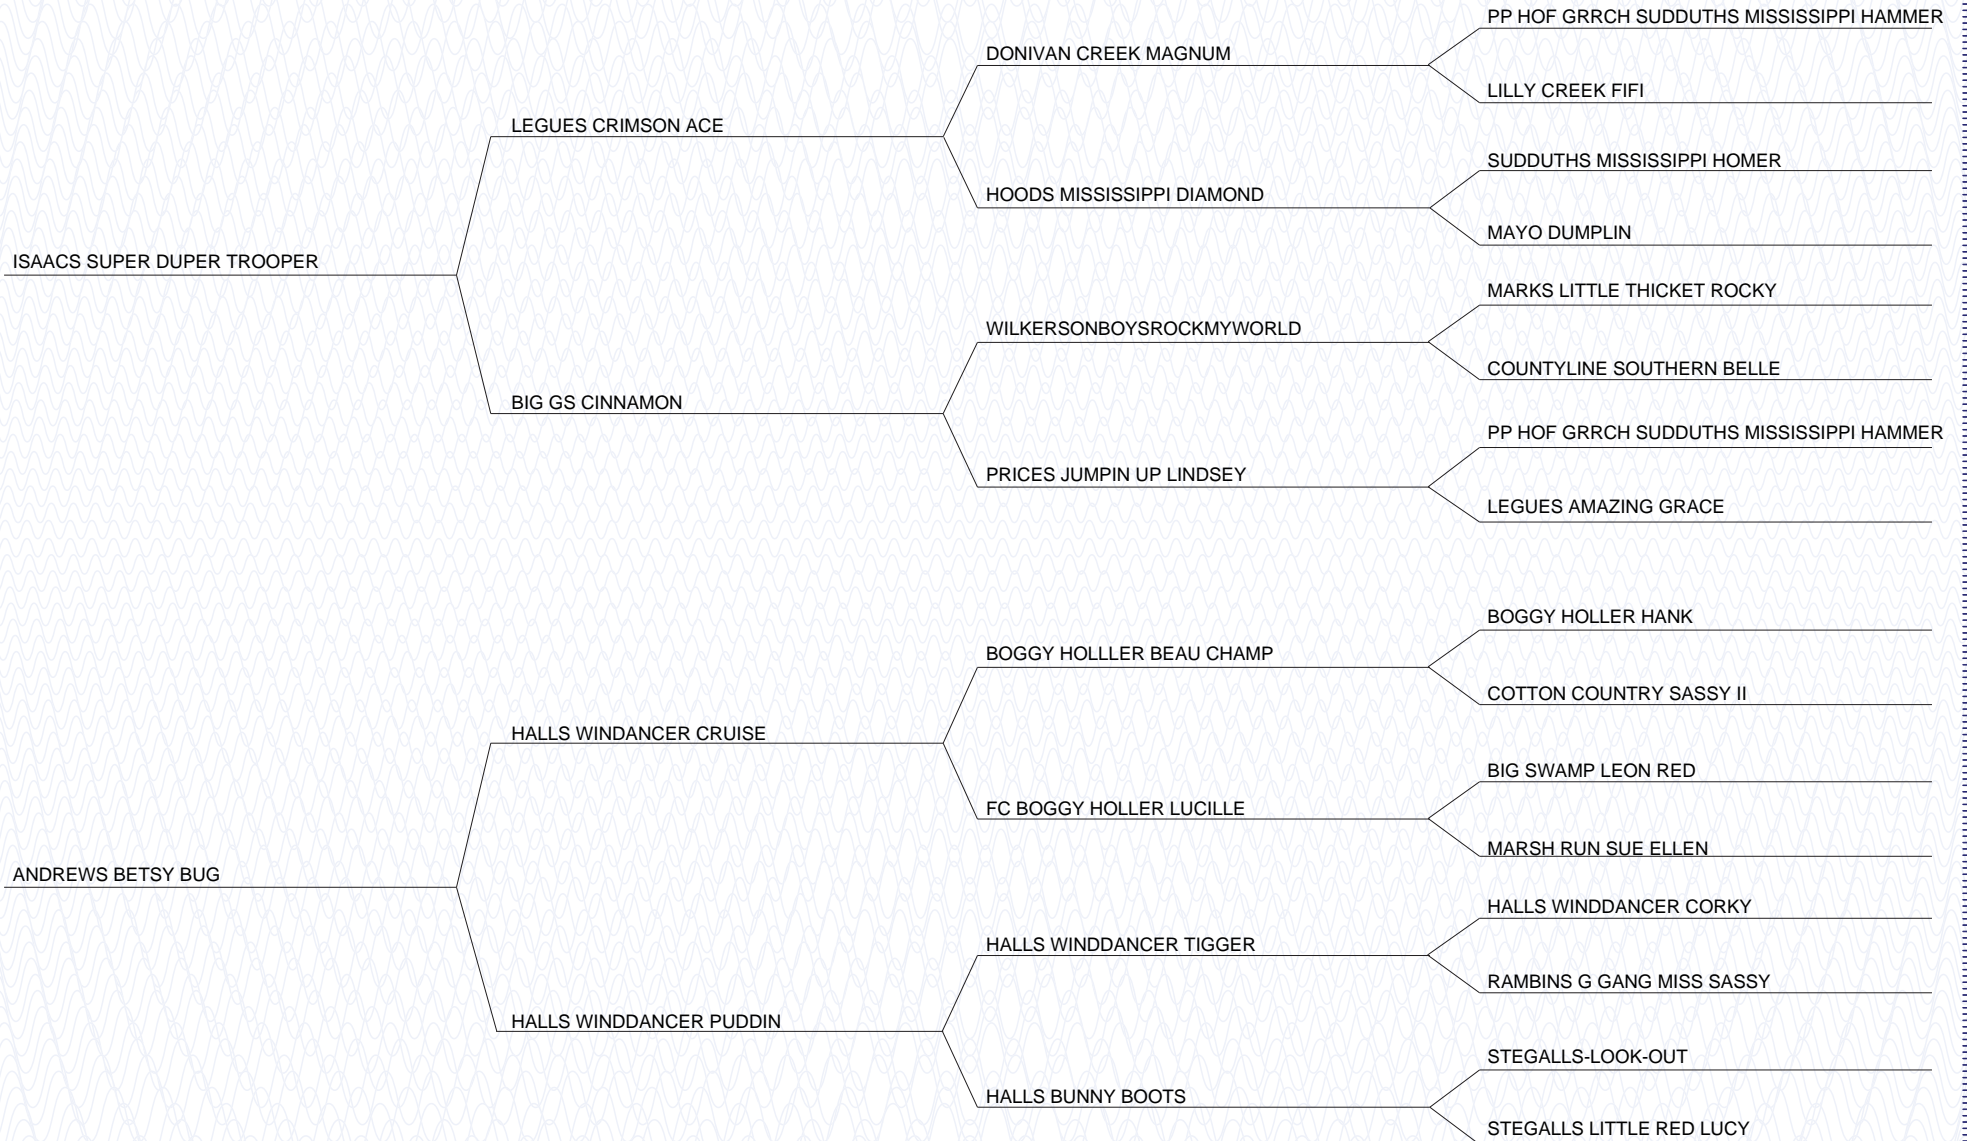 PP HOF GRRCH SUDDUTHS MISSISSIPPI HAMMER
DONIVAN CREEK MAGNUM
LILLY CREEK FIFI
LEGUES CRIMSON ACE
SUDDUTHS MISSISSIPPI HOMER
HOODS MISSISSIPPI DIAMOND
MAYO DUMPLIN
ISAACS SUPER DUPER TROOPER
MARKS LITTLE THICKET ROCKY
WILKERSONBOYSROCKMYWORLD
COUNTYLINE SOUTHERN BELLE
BIG GS CINNAMON
PP HOF GRRCH SUDDUTHS MISSISSIPPI HAMMER
PRICES JUMPIN UP LINDSEY
LEGUES AMAZING GRACE
BOGGY HOLLER HANK
BOGGY HOLLLER BEAU CHAMP
COTTON COUNTRY SASSY II
HALLS WINDANCER CRUISE
BIG SWAMP LEON RED
FC BOGGY HOLLER LUCILLE
MARSH RUN SUE ELLEN
ANDREWS BETSY BUG
HALLS WINDDANCER CORKY
HALLS WINDDANCER TIGGER
RAMBINS G GANG MISS SASSY
HALLS WINDDANCER PUDDIN
STEGALLS-LOOK-OUT
HALLS BUNNY BOOTS
STEGALLS LITTLE RED LUCY